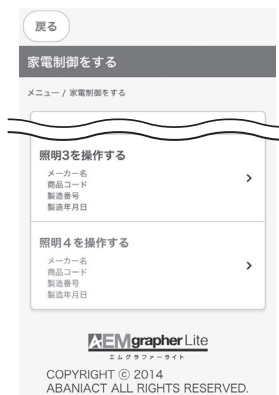 戻る
家電制御をする
メニュー / 家電制御をする
照明3を操作する
メーカー名
商品コード
製造番号
製造年月日
照明４を操作する
メーカー名
商品コード
製造番号
製造年月日
AEMgrapher Lite
エムグラファーライト
COPYRIGHT © 2014
ABANIACT ALL RIGHTS RESERVED.